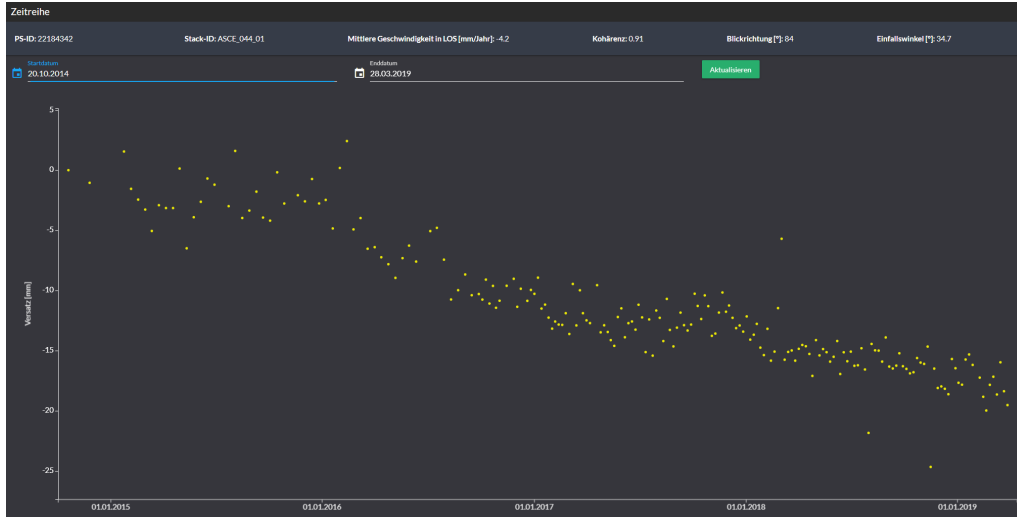 Zeitreihe
PS-ID: 22184342 Stack-ID: ASCE_044_01 Mittlere Geschwindigkeit in LOS [mm/Jahr]: -4.2 Kohärenz: 0.91 Blickrichtung [°]: 84 Einfallswinkel [°]: 34.7
Startdatum Enddatum
20.10.2014 28.03.2019 Aktualisieren
5
0
-5
-10
Versatz [mm]
-15
-20
-25
01.01.2015 01.01.2016 01.01.2017 01.01.2018 01.01.2019